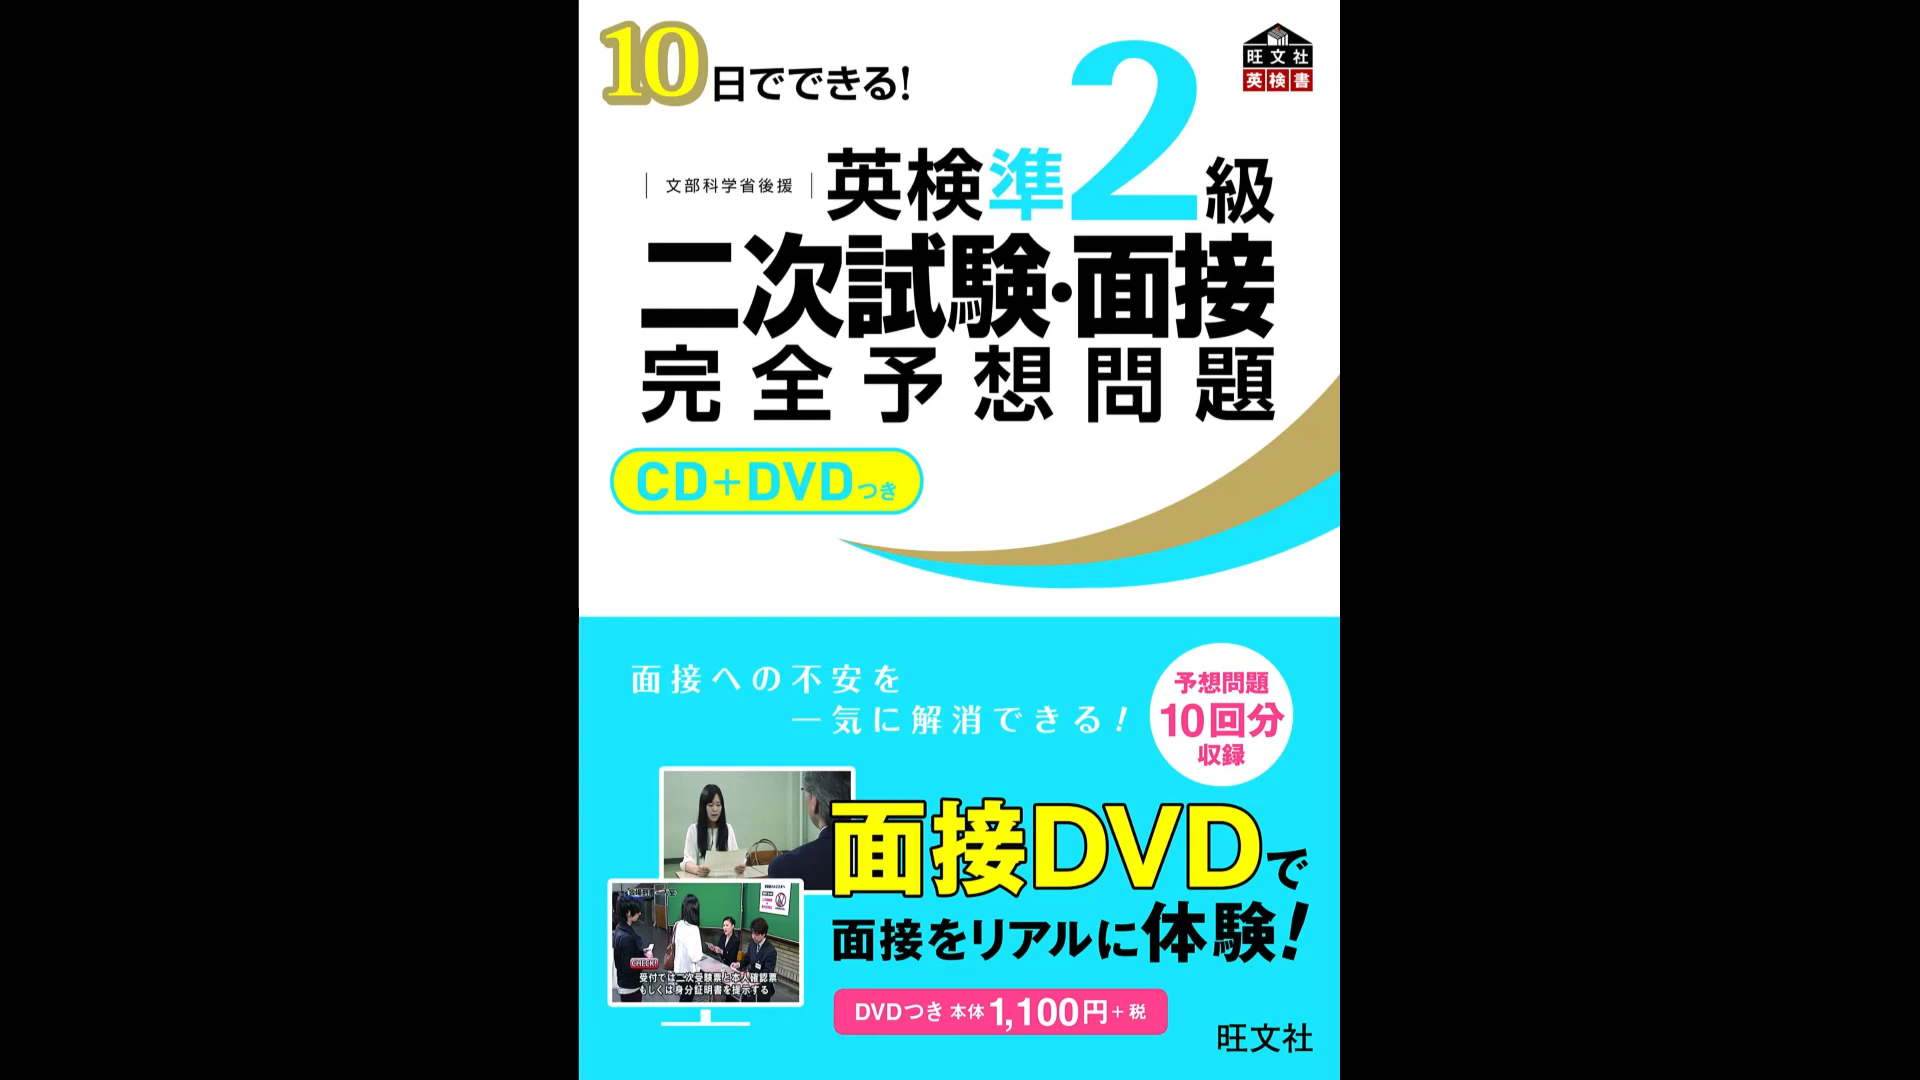 10日でできる!
旺文社
英検書
文部科学省後援
英検準2級
二次試験・面接
完全予想問題
CD+DVDつき
面接への不安を
一気に解消できる!
予想問題
10回分
収録
面接DVDで
面接をリアルに体験!
CHECK!
受付では二次受験票と本人確認票
もしくは身分証明書を提示する
DVDつき 本体1,100円+税
旺文社